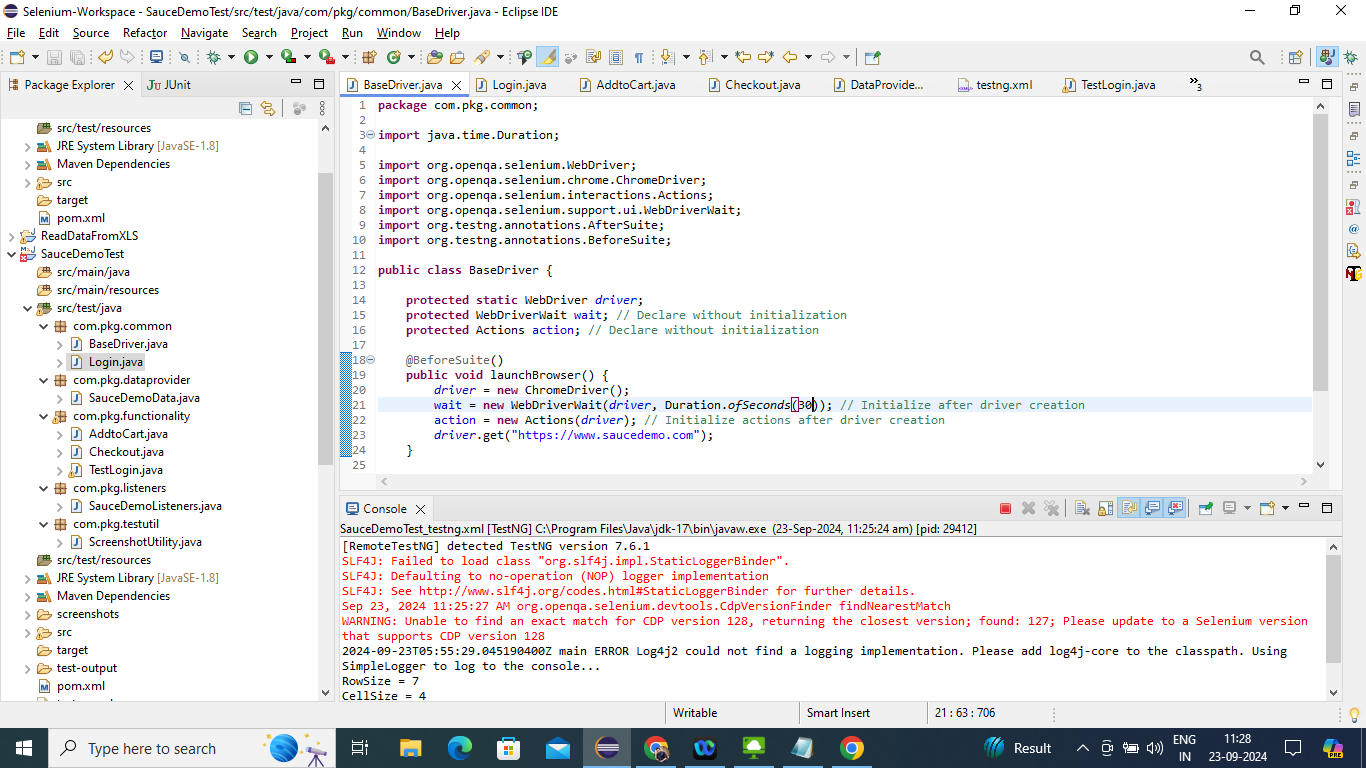 Selenium-Workspace - SauceDemoTest/src/test/java/com/pkg/common/BaseDriver.java - Eclipse IDE
File Edit Source Refactor Navigate Search Project Run Window Help
Package Explorer JUnit
src/test/resources
JRE System Library [JavaSE-1.8]
Maven Dependencies
src
target
pom.xml
ReadDataFromXLS
SauceDemoTest
src/main/java
src/main/resources
src/test/java
com.pkg.common
BaseDriver.java
Login.java
com.pkg.dataprovider
SauceDemoData.java
com.pkg.functionality
AddtoCart.java
Checkout.java
TestLogin.java
com.pkg.listeners
SauceDemoListeners.java
com.pkg.testutil
ScreenshotUtility.java
src/test/resources
JRE System Library [JavaSE-1.8]
Maven Dependencies
screenshots
src
target
test-output
pom.xml
BaseDriver.java Login.java AddtoCart.java Checkout.java DataProvide... testng.xml TestLogin.java 3
1 package com.pkg.common;
2
3 import java.time.Duration;
4
5 import org.openqa.selenium.WebDriver;
6 import org.openqa.selenium.chrome.ChromeDriver;
7 import org.openqa.selenium.interactions.Actions;
8 import org.openqa.selenium.support.ui.WebDriverWait;
9 import org.testng.annotations.AfterSuite;
10 import org.testng.annotations.BeforeSuite;
11
12 public class BaseDriver {
13
14 protected static WebDriver driver;
15 protected WebDriverWait wait; // Declare without initialization
16 protected Actions action; // Declare without initialization
17
18 @BeforeSuite()
19 public void launchBrowser() {
20 driver = new ChromeDriver();
21 wait = new WebDriverWait(driver, Duration.ofSeconds(30)); // Initialize after driver creation
22 action = new Actions(driver); // Initialize actions after driver creation
23 driver.get("https://www.saucedemo.com");
24 }
25
Console
SauceDemoTest_testng.xml [TestNG] C:\Program Files\Java\jdk-17\bin\javaw.exe (23-Sep-2024, 11:25:24 am) [pid: 29412]
[RemoteTestNG] detected TestNG version 7.6.1
SLF4J: Failed to load class "org.slf4j.impl.StaticLoggerBinder".
SLF4J: Defaulting to no-operation (NOP) logger implementation
SLF4J: See http://www.slf4j.org/codes.html#StaticLoggerBinder for further details.
Sep 23, 2024 11:25:27 AM org.openqa.selenium.devtools.CdpVersionFinder findNearestMatch
WARNING: Unable to find an exact match for CDP version 128, returning the closest version; found: 127; Please update to a Selenium version
that supports CDP version 128
2024-09-23T05:55:29.045190400Z main ERROR Log4j2 could not find a logging implementation. Please add log4j-core to the classpath. Using
SimpleLogger to log to the console...
RowSize = 7
CellSize = 4
Writable Smart Insert 21 : 63 : 706
Type here to search
Result
ENG
IN
11:28
23-09-2024